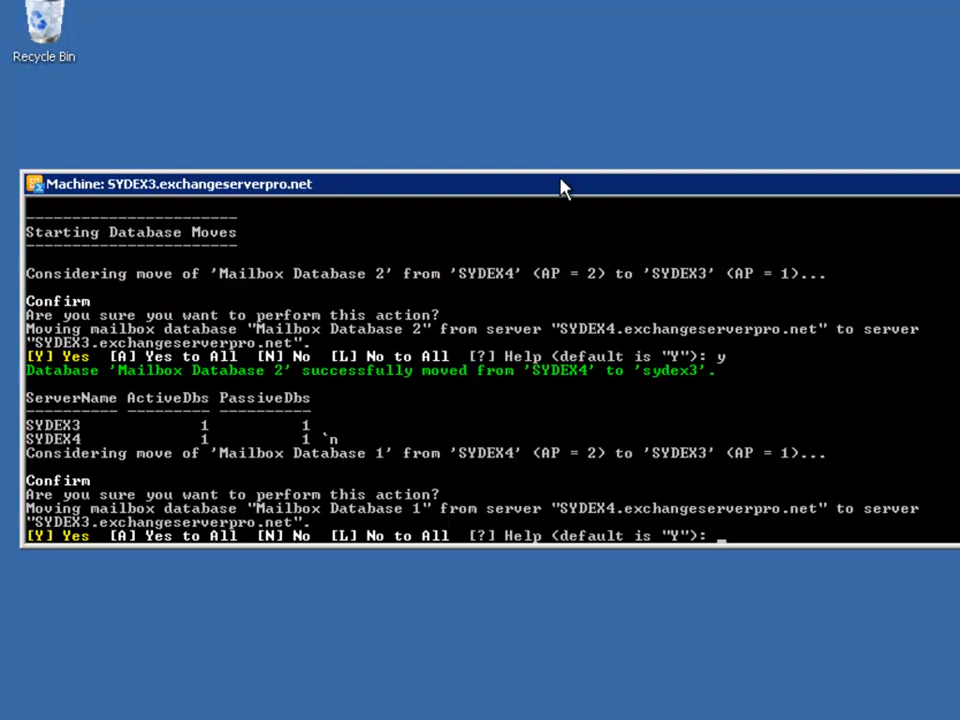 Recycle Bin
Machine: SYDEX3.exchangeserverpro.net
-----------------------
Starting Database Moves
-----------------------
Considering move of 'Mailbox Database 2' from 'SYDEX4' (AP = 2) to 'SYDEX3' (AP = 1)...
Confirm
Are you sure you want to perform this action?
Moving mailbox database "Mailbox Database 2" from server "SYDEX4.exchangeserverpro.net" to server
"SYDEX3.exchangeserverpro.net".
[Y] Yes  [A] Yes to All  [N] No  [L] No to All  [?] Help (default is "Y"): y
Database 'Mailbox Database 2' successfully moved from 'SYDEX4' to 'sydex3'.
ServerName ActiveDbs PassiveDbs
---------- --------- ----------
SYDEX3             1          1
SYDEX4             1          1 `n
Considering move of 'Mailbox Database 1' from 'SYDEX4' (AP = 2) to 'SYDEX3' (AP = 1)...
Confirm
Are you sure you want to perform this action?
Moving mailbox database "Mailbox Database 1" from server "SYDEX4.exchangeserverpro.net" to server
"SYDEX3.exchangeserverpro.net".
[Y] Yes  [A] Yes to All  [N] No  [L] No to All  [?] Help (default is "Y"): _